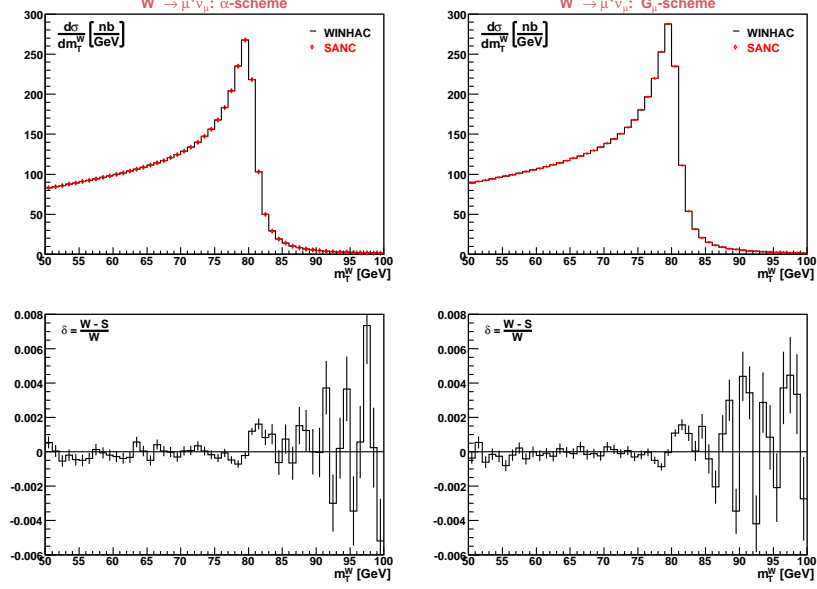 W → μ⁺ν_μ: α-scheme
300
250
200
150
100
50
0
dσ/dm_T^W [nb/GeV]
WINHAC
SANC
50 55 60 65 70 75 80 85 90 95 100
m_T^W [GeV]
W → μ⁺ν_μ: G_μ-scheme
300
250
200
150
100
50
0
dσ/dm_T^W [nb/GeV]
WINHAC
SANC
50 55 60 65 70 75 80 85 90 95 100
m_T^W [GeV]
0.008
0.006
0.004
0.002
0
-0.002
-0.004
-0.006
δ = W - S/W
50 55 60 65 70 75 80 85 90 95 100
m_T^W [GeV]
0.008
0.006
0.004
0.002
0
-0.002
-0.004
-0.006
δ = W - S/W
50 55 60 65 70 75 80 85 90 95 100
m_T^W [GeV]